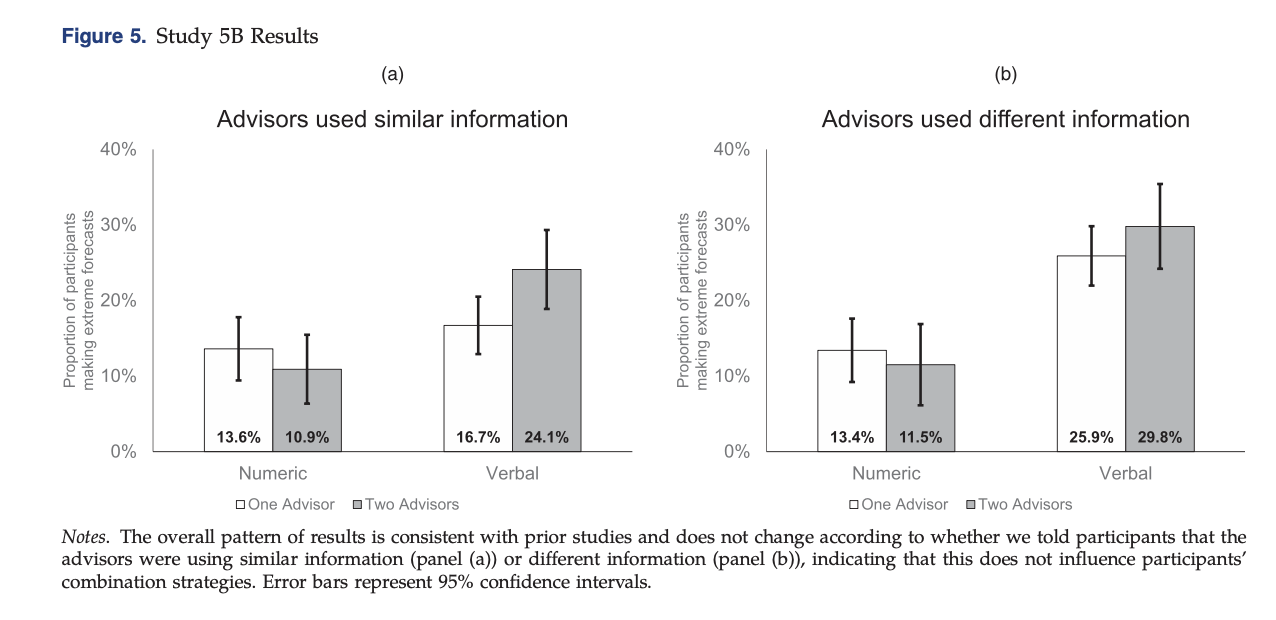 Figure 5. Study 5B Results
(a)
Advisors used similar information
40%
30%
20%
10%
0%
Proportion of participants
making extreme forecasts
13.6%
10.9%
16.7%
24.1%
Numeric
Verbal
One Advisor
Two Advisors
(b)
Advisors used different information
40%
30%
20%
10%
0%
Proportion of participants
making extreme forecasts
13.4%
11.5%
25.9%
29.8%
Numeric
Verbal
One Advisor
Two Advisors
Notes. The overall pattern of results is consistent with prior studies and does not change according to whether we told participants that the
advisors were using similar information (panel (a)) or different information (panel (b)), indicating that this does not influence participants’
combination strategies. Error bars represent 95% confidence intervals.